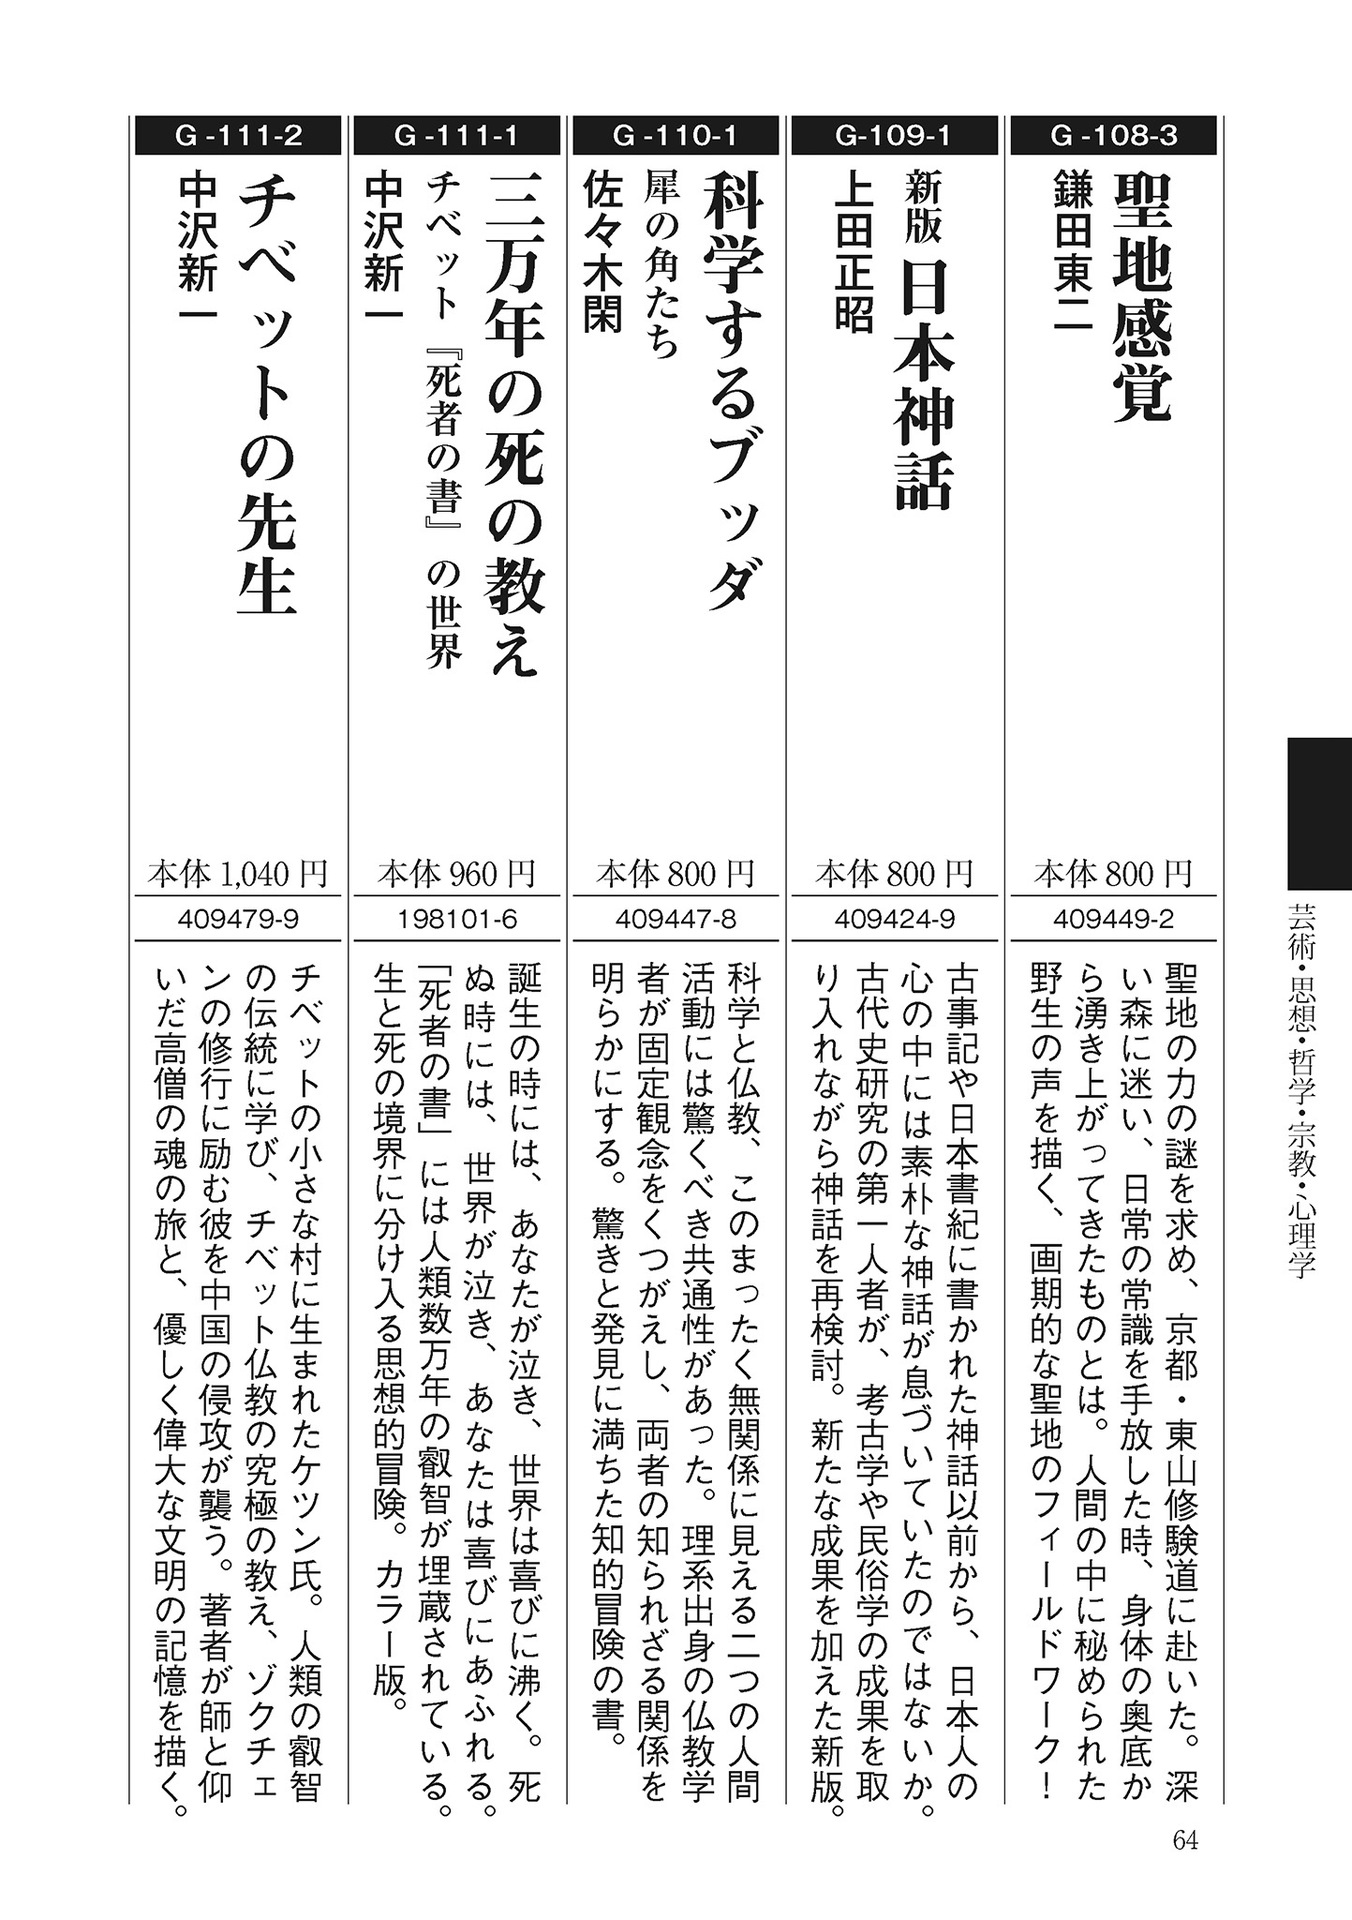 G-108-3
聖地感覚
鎌田東二
本体 800 円
409449-2
聖地の力の謎を求め、京都・東山修験道に赴いた。深
い森に迷い、日常の常識を手放した時、身体の奥底か
ら湧き上がってきたものとは。人間の中に秘められた
野生の声を描く、画期的な聖地のフィールドワーク！
G-109-1
新版 日本神話
上田正昭
本体 800 円
409424-9
古事記や日本書紀に書かれた神話以前から、日本人の
心の中には素朴な神話が息づいていたのではないか。
古代史研究の第一人者が、考古学や民俗学の成果を取
り入れながら神話を再検討。新たな成果を加えた新版。
G-110-1
科学するブッダ
犀の角たち
佐々木閑
本体 800 円
409447-8
科学と仏教、このまったく無関係に見える二つの人間
活動には驚くべき共通性があった。理系出身の仏教学
者が固定観念をくつがえし、両者の知られざる関係を
明らかにする。驚きと発見に満ちた知的冒険の書。
G-111-1
三万年の死の教え
チベット『死者の書』の世界
中沢新一
本体 960 円
198101-6
誕生の時には、あなたが泣き、世界は喜びに沸く。死
ぬ時には、世界が泣き、あなたは喜びにあふれる。
「死者の書」には人類数万年の叡智が埋蔵されている。
生と死の境界に分け入る思想的冒険。カラー版。
G-111-2
チベットの先生
中沢新一
本体 1,040 円
409479-9
チベットの小さな村に生まれたケツン氏。人類の叡智
の伝統に学び、チベット仏教の究極の教え、ゾクチェ
ンの修行に励む彼を中国の侵攻が襲う。著者が師と仰
いだ高僧の魂の旅と、優しく偉大な文明の記憶を描く。
芸術・思想・哲学・宗教・心理学
64